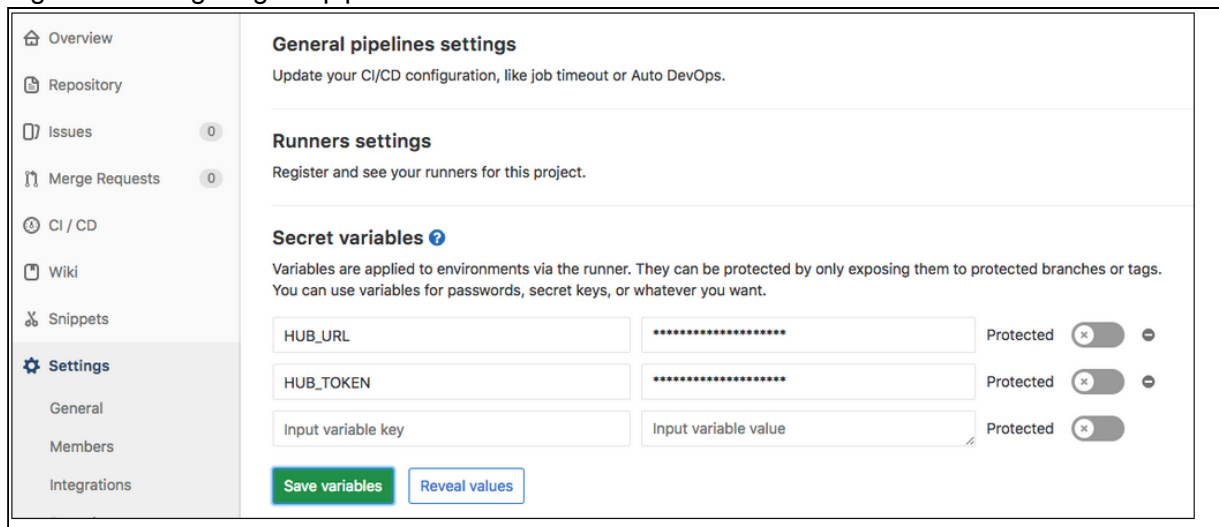 Overview
Repository
Issues 0
Merge Requests 0
CI / CD
Wiki
Snippets
Settings
General
Members
Integrations
General pipelines settings
Update your CI/CD configuration, like job timeout or Auto DevOps.
Runners settings
Register and see your runners for this project.
Secret variables ?
Variables are applied to environments via the runner. They can be protected by only exposing them to protected branches or tags.
You can use variables for passwords, secret keys, or whatever you want.
HUB_URL ******************** Protected
HUB_TOKEN ******************** Protected
Input variable key Input variable value Protected
Save variables Reveal values